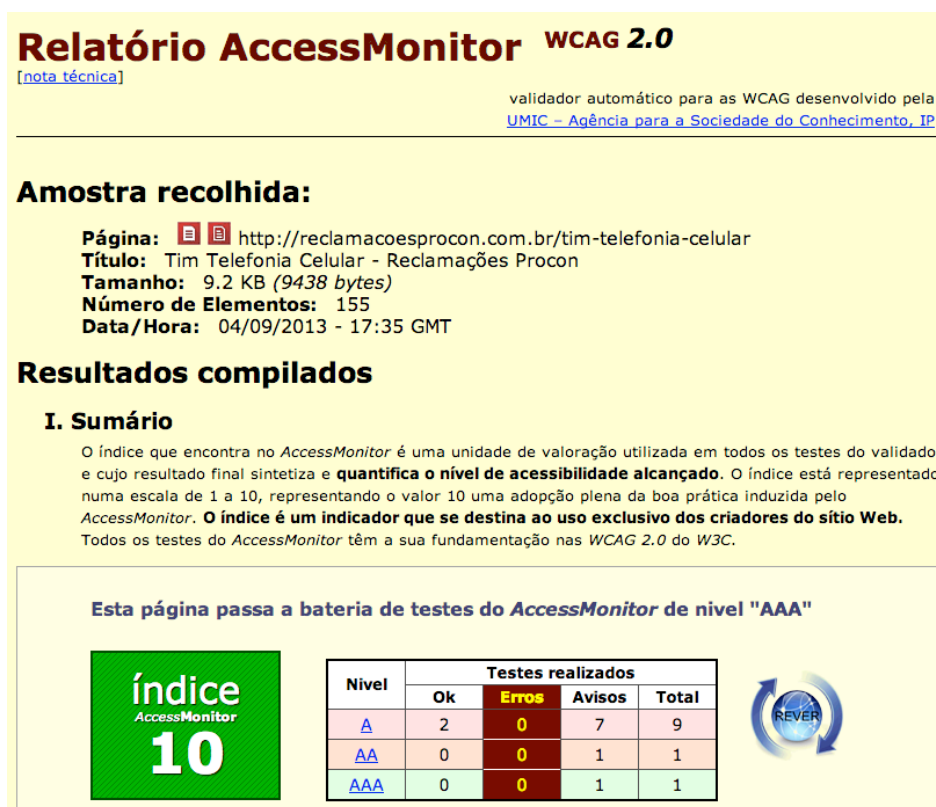 Relatório AccessMonitor WCAG 2.0
[nota técnica]
validador automático para as WCAG desenvolvido pela
UMIC – Agência para a Sociedade do Conhecimento, IP
Amostra recolhida:
Página: http://reclamacoesprocon.com.br/tim-telefonia-celular
Título: Tim Telefonia Celular - Reclamações Procon
Tamanho: 9.2 KB (9438 bytes)
Número de Elementos: 155
Data/Hora: 04/09/2013 - 17:35 GMT
Resultados compilados
I. Sumário
O índice que encontra no AccessMonitor é uma unidade de valoração utilizada em todos os testes do validado
e cujo resultado final sintetiza e quantifica o nível de acessibilidade alcançado. O índice está representado
numa escala de 1 a 10, representando o valor 10 uma adopção plena da boa prática induzida pelo
AccessMonitor. O índice é um indicador que se destina ao uso exclusivo dos criadores do sítio Web.
Todos os testes do AccessMonitor têm a sua fundamentação nas WCAG 2.0 do W3C.
Esta página passa a bateria de testes do AccessMonitor de nivel "AAA"
índice
AccessMonitor
10
Nivel Testes realizados
Ok Erros Avisos Total
A 2 0 7 9
AA 0 0 1 1
AAA 0 0 1 1
REVER